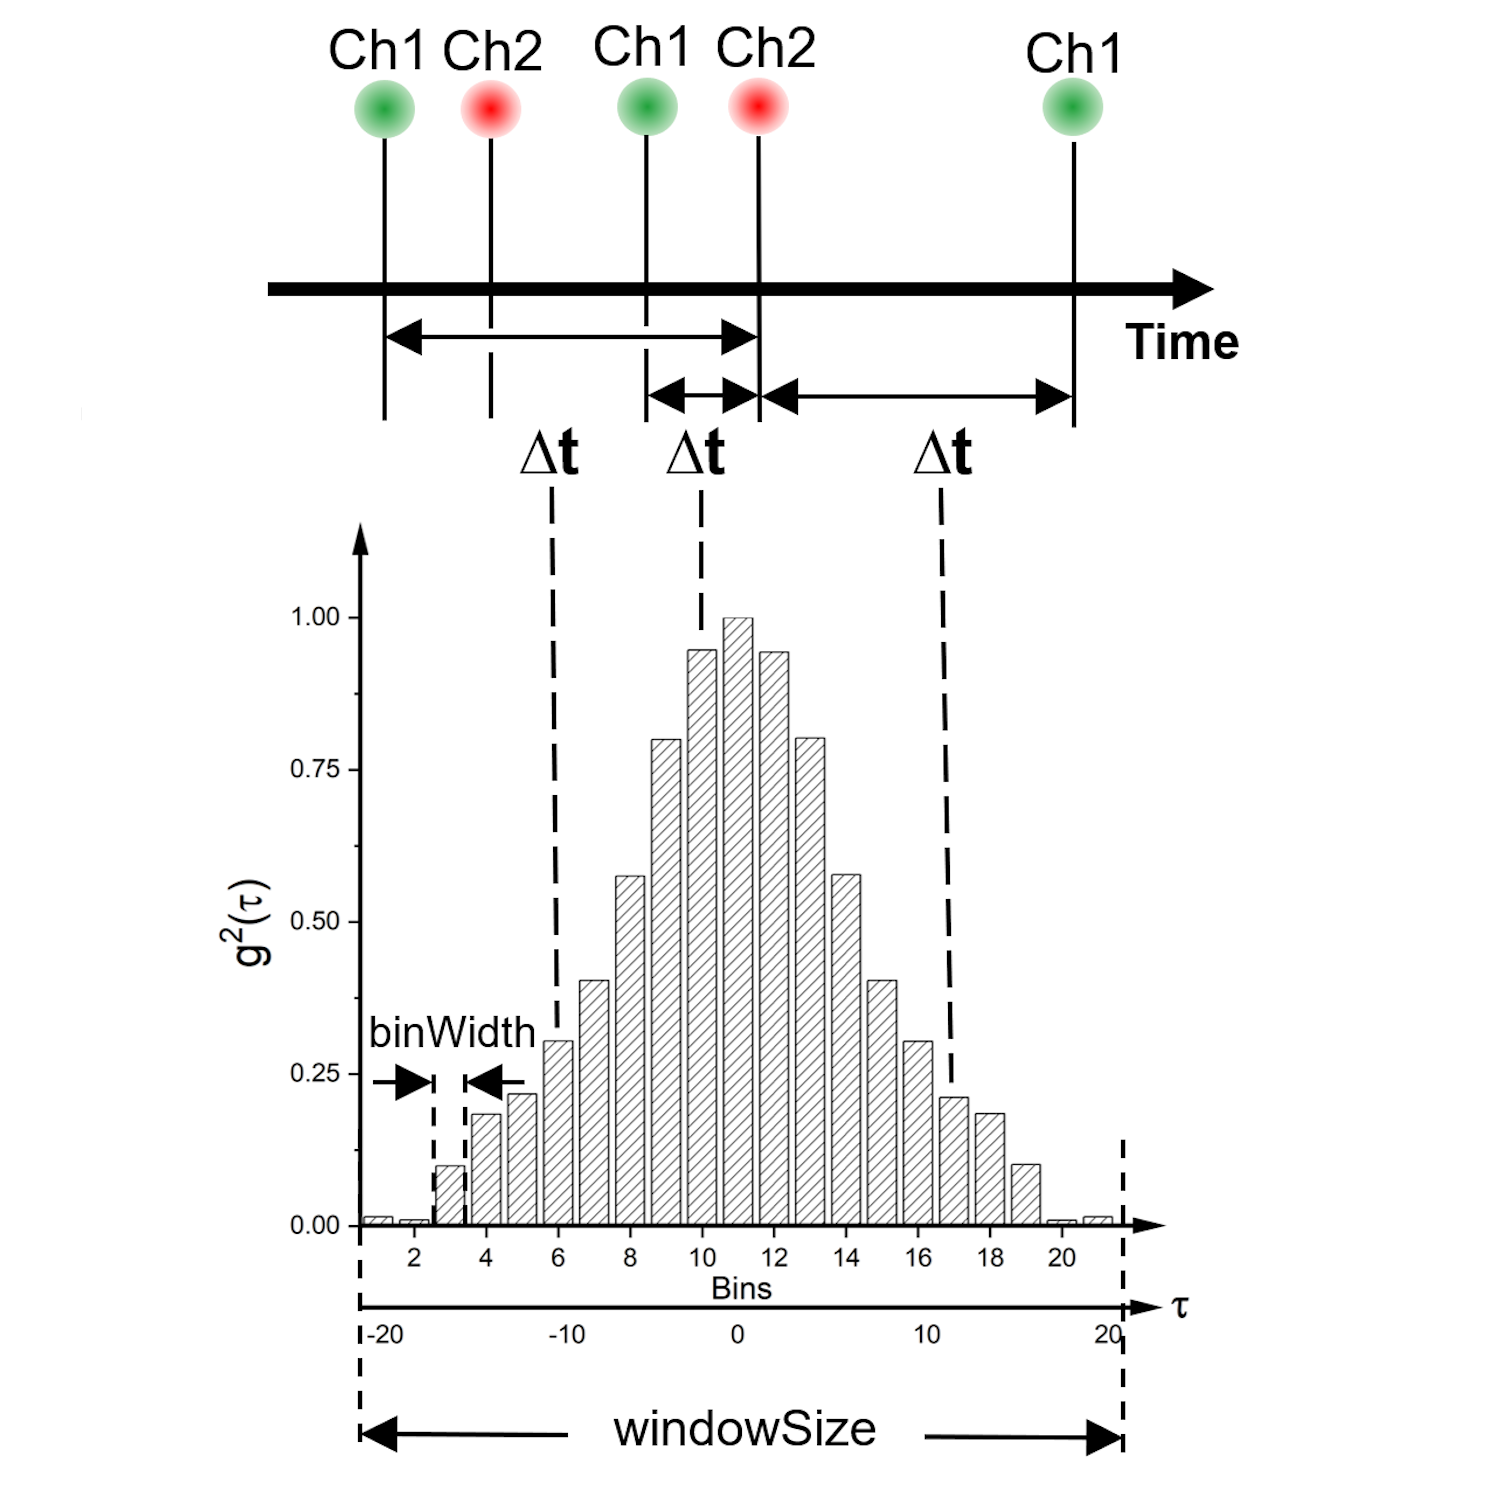 Ch1 Ch2 Ch1 Ch2 Ch1
Time
Δt Δt Δt
1.00
0.75
0.50
0.25
0.00
g²(τ)
binWidth
2 4 6 8 10 12 14 16 18 20
Bins
τ
-20 -10 0 10 20
windowSize